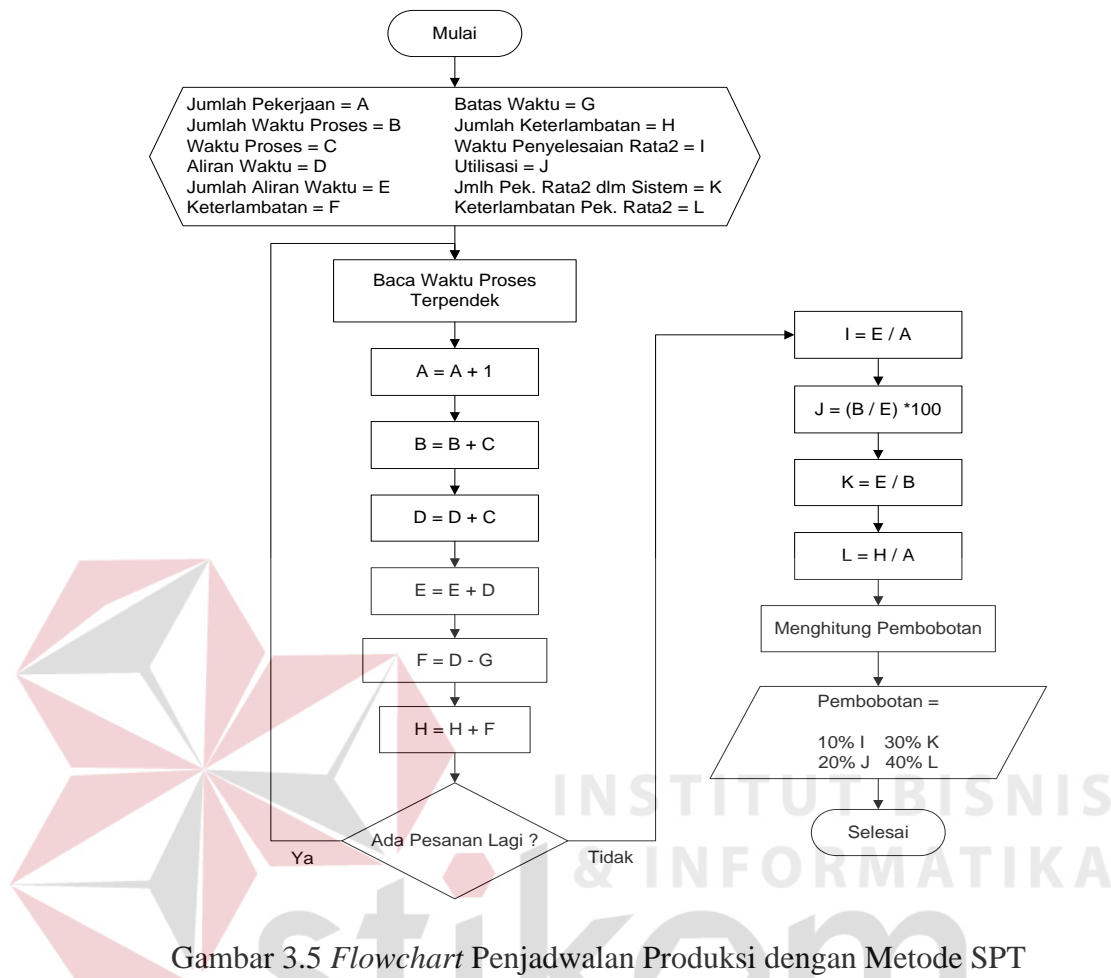 Mulai
Jumlah Pekerjaan = A
Jumlah Waktu Proses = B
Waktu Proses = C
Aliran Waktu = D
Jumlah Aliran Waktu = E
Keterlambatan = F
Batas Waktu = G
Jumlah Keterlambatan = H
Waktu Penyelesaian Rata2 = I
Utilisasi = J
Jmlh Pek. Rata2 dlm Sistem = K
Keterlambatan Pek. Rata2 = L
Baca Waktu Proses
Terpendek
A = A + 1
B = B + C
D = D + C
E = E + D
F = D - G
H = H + F
Ada Pesanan Lagi ?
Ya
Tidak
I = E / A
J = (B / E) *100
K = E / B
L = H / A
Menghitung Pembobotan
Pembobotan =
10% I 30% K
20% J 40% L
Selesai
INSTITUT BISNIS
& INFORMATIKA
stikom
Gambar 3.5 Flowchart Penjadwalan Produksi dengan Metode SPT